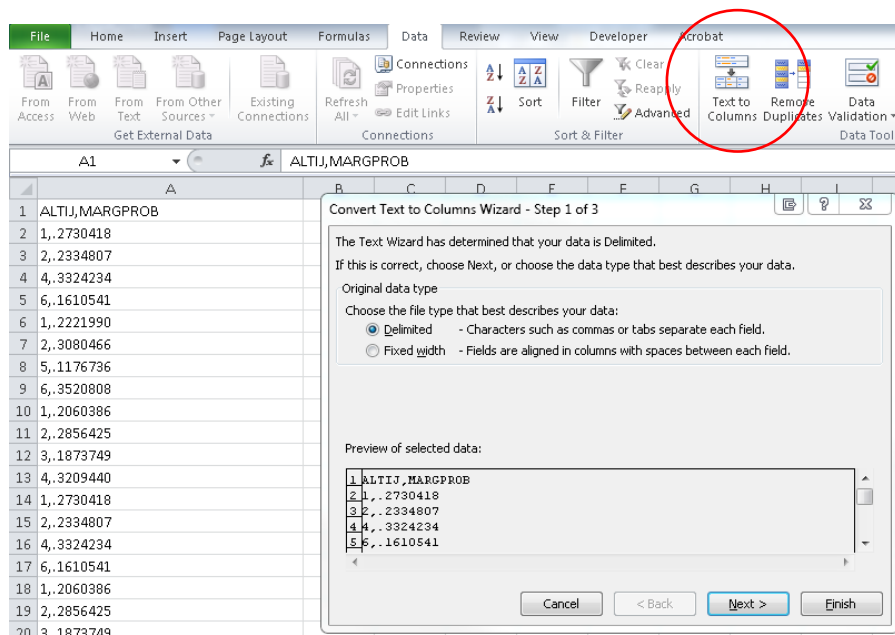 File Home Insert Page Layout Formulas Data Review View Developer Acrobat
From Access
From Web
From Text
From Other Sources
Existing Connections
Refresh All
Connections
Properties
Edit Links
Sort
Filter
Clear
Reapply
Advanced
Text to Columns
Remove Duplicates
Data Validation
Get External Data
Connections
Sort & Filter
Data Tool
A1 fx ALTIJ,MARGPROB
A B C D E F G H I
1 ALTIJ,MARGPROB
2 1,.2730418
3 2,.2334807
4 4,.3324234
5 6,.1610541
6 1,.2221990
7 2,.3080466
8 5,.1176736
9 6,.3520808
10 1,.2060386
11 2,.2856425
12 3,.1873749
13 4,.3209440
14 1,.2730418
15 2,.2334807
16 4,.3324234
17 6,.1610541
18 1,.2060386
19 2,.2856425
20 3,.1873749
Convert Text to Columns Wizard - Step 1 of 3
The Text Wizard has determined that your data is Delimited.
If this is correct, choose Next, or choose the data type that best describes your data.
Original data type
Choose the file type that best describes your data:
Delimited - Characters such as commas or tabs separate each field.
Fixed width - Fields are aligned in columns with spaces between each field.
Preview of selected data:
1 ALTIJ,MARGPROB
2 1,.2730418
3 2,.2334807
4 4,.3324234
5 6,.1610541
Cancel < Back Next > Finish